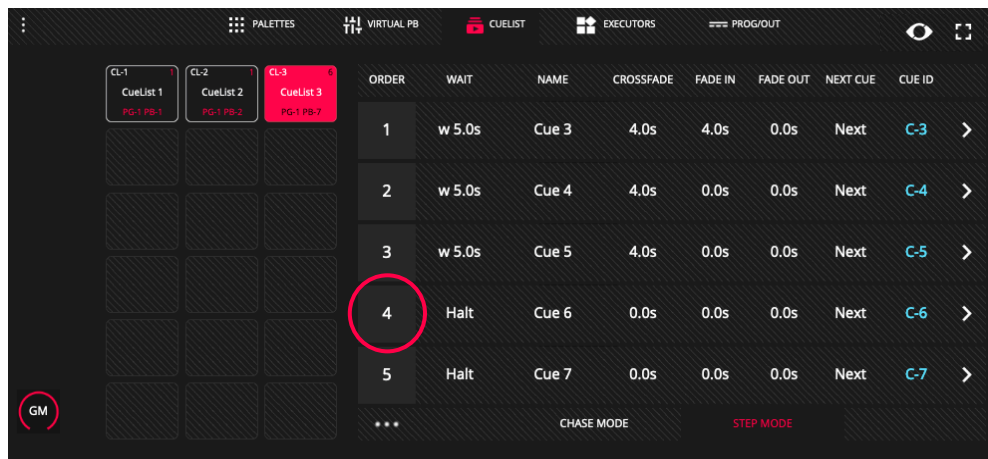 PALETTES VIRTUAL PB CUELIST EXECUTORS PROG/OUT
CL-1 1 CL-2 1 CL-3 6
CueList 1 CueList 2 CueList 3
PG-1 PB-1 PG-1 PB-2 PG-1 PB-7
ORDER WAIT NAME CROSSFADE FADE IN FADE OUT NEXT CUE CUE ID
1 w 5.0s Cue 3 4.0s 4.0s 0.0s Next C-3
2 w 5.0s Cue 4 4.0s 0.0s 0.0s Next C-4
3 w 5.0s Cue 5 4.0s 0.0s 0.0s Next C-5
4 Halt Cue 6 0.0s 0.0s 0.0s Next C-6
5 Halt Cue 7 0.0s 0.0s 0.0s Next C-7
GM
CHASE MODE STEP MODE